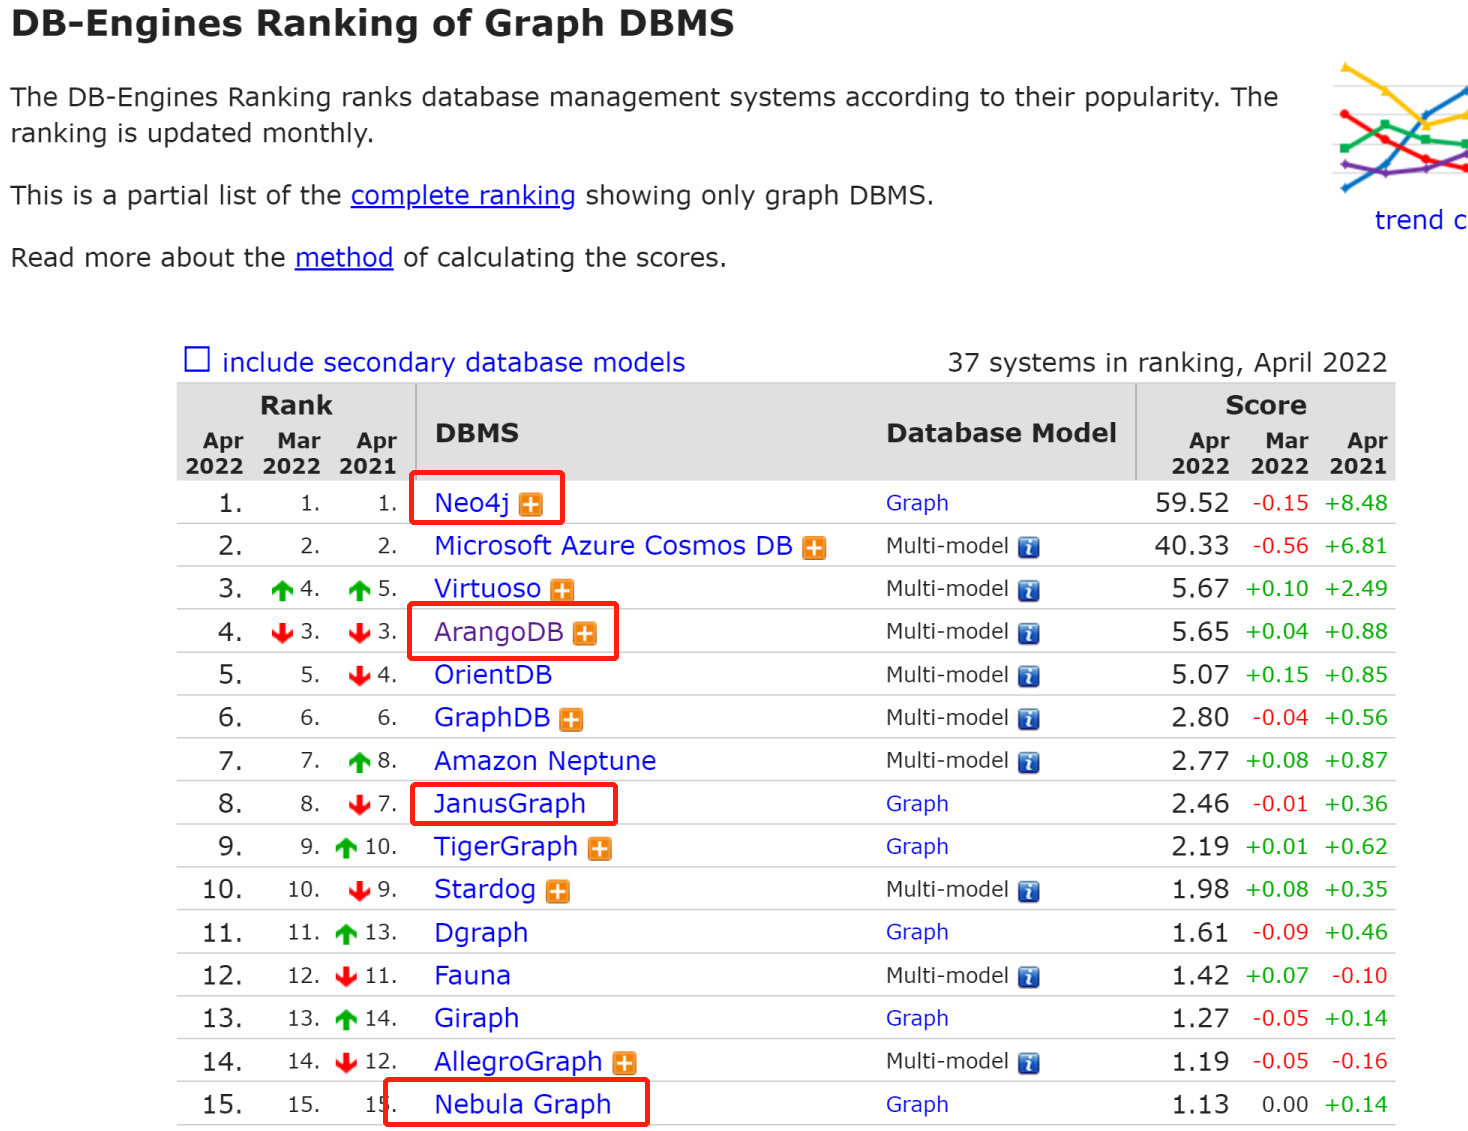 DB-Engines Ranking of Graph DBMS
The DB-Engines Ranking ranks database management systems according to their popularity. The
ranking is updated monthly.
This is a partial list of the complete ranking showing only graph DBMS.
trend c
Read more about the method of calculating the scores.
include secondary database models 37 systems in ranking, April 2022
Rank DBMS Database Model Score
Apr Mar Apr Apr Mar Apr
2022 2022 2021 2022 2022 2021
1. 1. 1. Neo4j Graph 59.52 -0.15 +8.48
2. 2. 2. Microsoft Azure Cosmos DB Multi-model 40.33 -0.56 +6.81
3. 4. 5. Virtuoso Multi-model 5.67 +0.10 +2.49
4. 3. 3. ArangoDB Multi-model 5.65 +0.04 +0.88
5. 5. 4. OrientDB Multi-model 5.07 +0.15 +0.85
6. 6. 6. GraphDB Multi-model 2.80 -0.04 +0.56
7. 7. 8. Amazon Neptune Multi-model 2.77 +0.08 +0.87
8. 8. 7. JanusGraph Graph 2.46 -0.01 +0.36
9. 9. 10. TigerGraph Graph 2.19 +0.01 +0.62
10. 10. 9. Stardog Multi-model 1.98 +0.08 +0.35
11. 11. 13. Dgraph Graph 1.61 -0.09 +0.46
12. 12. 11. Fauna Multi-model 1.42 +0.07 -0.10
13. 13. 14. Giraph Graph 1.27 -0.05 +0.14
14. 14. 12. AllegroGraph Multi-model 1.19 -0.05 -0.16
15. 15. 15. Nebula Graph Graph 1.13 0.00 +0.14